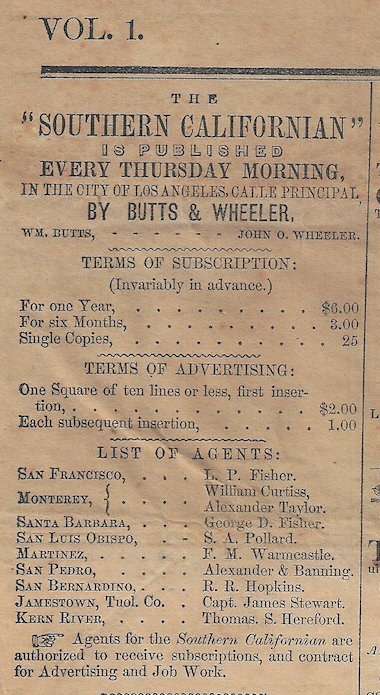 VOL. 1.
THE
"SOUTHERN CALIFORNIAN"
IS PUBLISHED
EVERY THURSDAY MORNING,
IN THE CITY OF LOS ANGELES, CALLE PRINCIPAL,
BY BUTTS & WHEELER.
WM. BUTTS, - - - - - - JOHN O. WHEELER.
TERMS OF SUBSCRIPTION:
(Invariably in advance.)
For one Year, . . . . . . . . . $6.00
For six Months, . . . . . . . . 3.00
Single Copies, . . . . . . . . . 25
TERMS OF ADVERTISING:
One Square of ten lines or less, first inser-
tion, . . . . . . . . . . . . $2.00
Each subsequent insertion, . . . . . 1.00
LIST OF AGENTS:
SAN FRANCISCO, . . . L. P. Fisher.
MONTEREY, { . . . William Curtiss,
Alexander Taylor.
SANTA BARBARA, . . . George D. Fisher.
SAN LUIS OBISPO, . - S. A. Pollard.
MARTINEZ, . . . . F. M. Warmcastle.
SAN PEDRO, . . . . Alexander & Banning.
SAN BERNARDINO, . . . R. R. Hopkins.
JAMESTOWN, Tuol. Co. . Capt. James Stewart.
KERN RIVER, . . . . Thomas. S. Hereford.
☞ Agents for the Southern Californian are
authorized to receive subscriptions, and contract
for Advertising and Job Work.